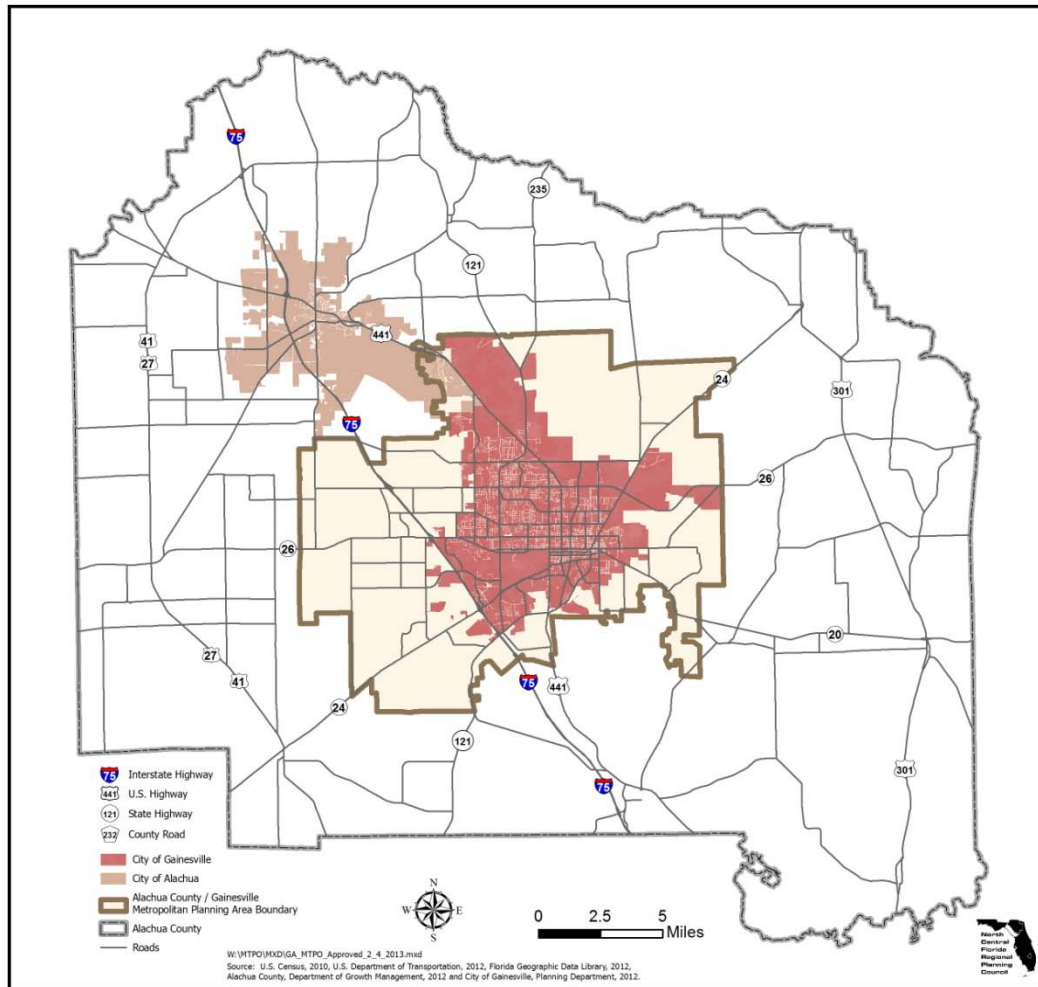 75
235
121
441
41
27
24
301
75
26
26
20
27
41
75
441
24
121
75
301
75 Interstate Highway
441 U.S. Highway
121 State Highway
232 County Road
City of Gainesville
City of Alachua
Alachua County / Gainesville
Metropolitan Planning Area Boundary
Alachua County
Roads
N
W E
S
0 2.5 5
Miles
W:\MTPO\MXD\GA_MTPO_Approved_2_4_2013.mxd
Source: U.S. Census, 2010, U.S. Department of Transportation, 2012, Florida Geographic Data Library, 2012,
Alachua County, Department of Growth Management, 2012 and City of Gainesville, Planning Department, 2012.
North
Central
Florida
Regional
Planning
Council